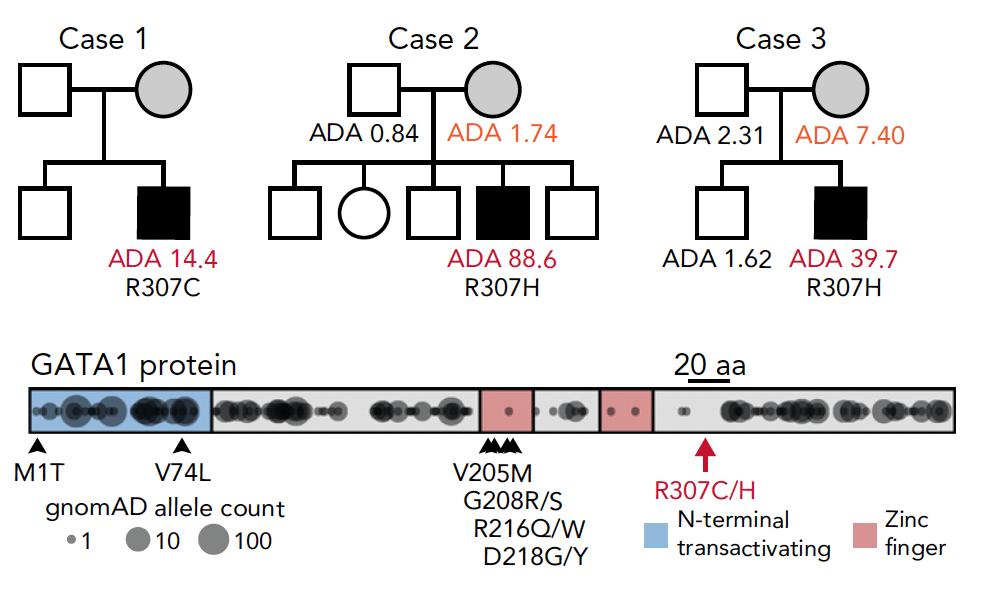 Case 1
Case 2
Case 3
ADA 0.84
ADA 1.74
ADA 2.31
ADA 7.40
ADA 14.4
R307C
ADA 88.6
R307H
ADA 1.62
ADA 39.7
R307H
GATA1 protein
20 aa
M1T
V74L
V205M
G208R/S
R216Q/W
D218G/Y
R307C/H
gnomAD allele count
1
10
100
N-terminal
transactivating
Zinc
finger